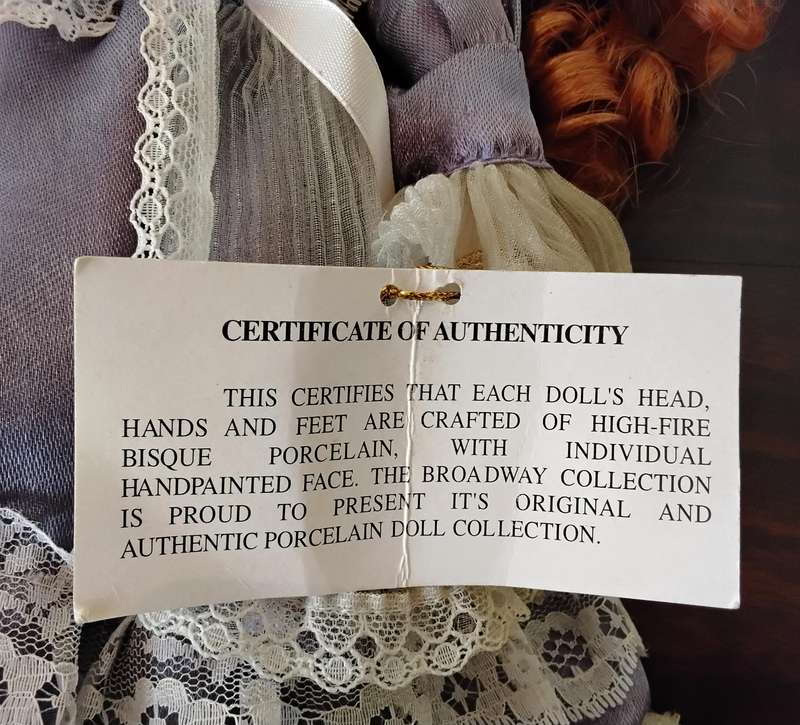 CERTIFICATE OF AUTHENTICITY
THIS CERTIFIES THAT EACH DOLL'S HEAD,
HANDS AND FEET ARE CRAFTED OF HIGH-FIRE
BISQUE PORCELAIN, WITH INDIVIDUAL
HANDPAINTED FACE. THE BROADWAY COLLECTION
IS PROUD TO PRESENT IT'S ORIGINAL AND
AUTHENTIC PORCELAIN DOLL COLLECTION.